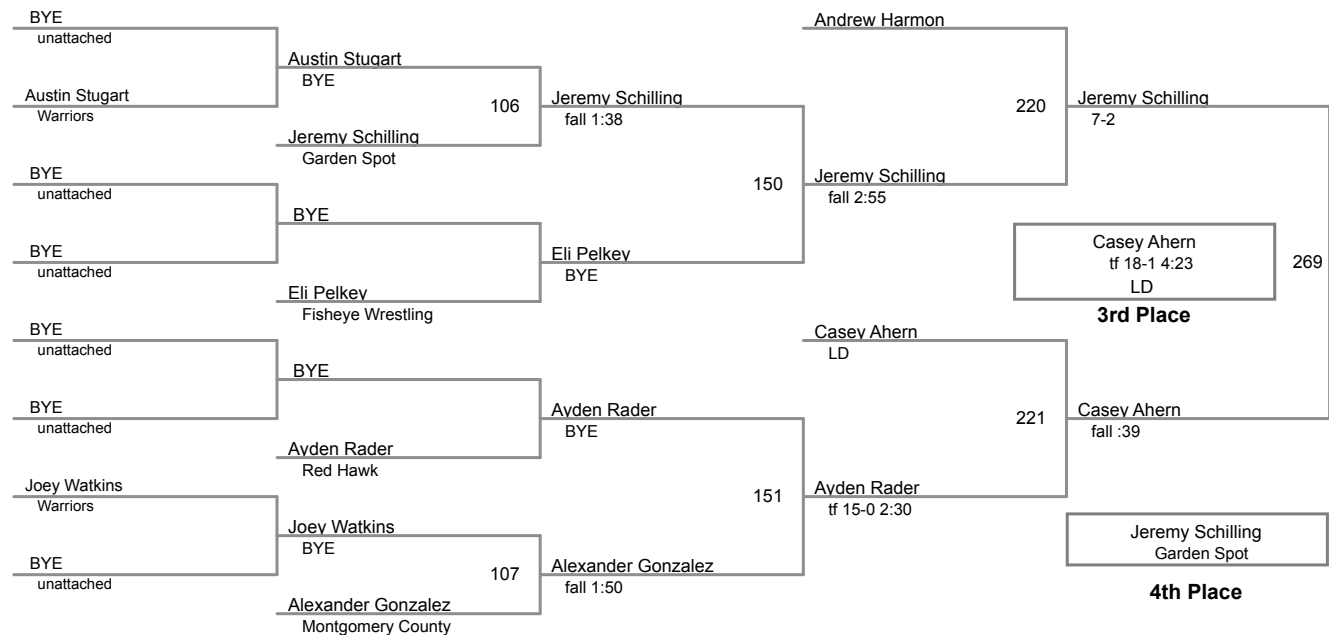 BYE
unattached
Austin Stugart
Warriors
BYE
unattached
BYE
unattached
BYE
unattached
BYE
unattached
Joey Watkins
Warriors
BYE
unattached
Austin Stugart
BYE
Jeremy Schilling
Garden Spot
106
BYE
Eli Pelkey
Fisheye Wrestling
BYE
Ayden Rader
Red Hawk
Joey Watkins
BYE
107
Alexander Gonzalez
Montgomery County
Jeremy Schilling
fall 1:38
150
Eli Pelkey
BYE
Ayden Rader
BYE
151
Alexander Gonzalez
fall 1:50
Andrew Harmon
220
Jeremy Schilling
fall 2:55
Casey Ahern
LD
221
Ayden Rader
tf 15-0 2:30
Jeremy Schilling
7-2
Casey Ahern
tf 18-1 4:23
LD
3rd Place
269
Casey Ahern
fall :39
Jeremy Schilling
Garden Spot
4th Place